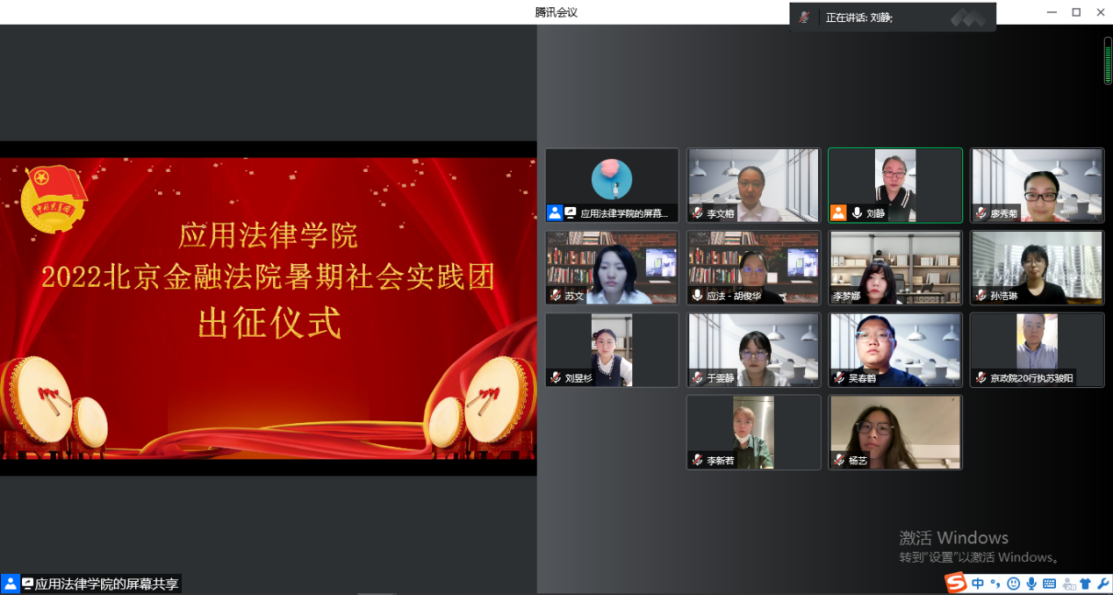 腾讯会议
正在讲话: 刘静;
应用法律学院
2022北京金融法院暑期社会实践团
出征仪式
应用法律学院的屏幕...
李文榕
刘静
廖秀菊
苏文
应法-胡俊华
李梦娜
孙浩琳
刘昱杉
于雯静
吴春鹤
京政院20行执苏骏阳
李新若
杨艺
激活 Windows
转到“设置”以激活 Windows。
应用法律学院的屏幕共享
中